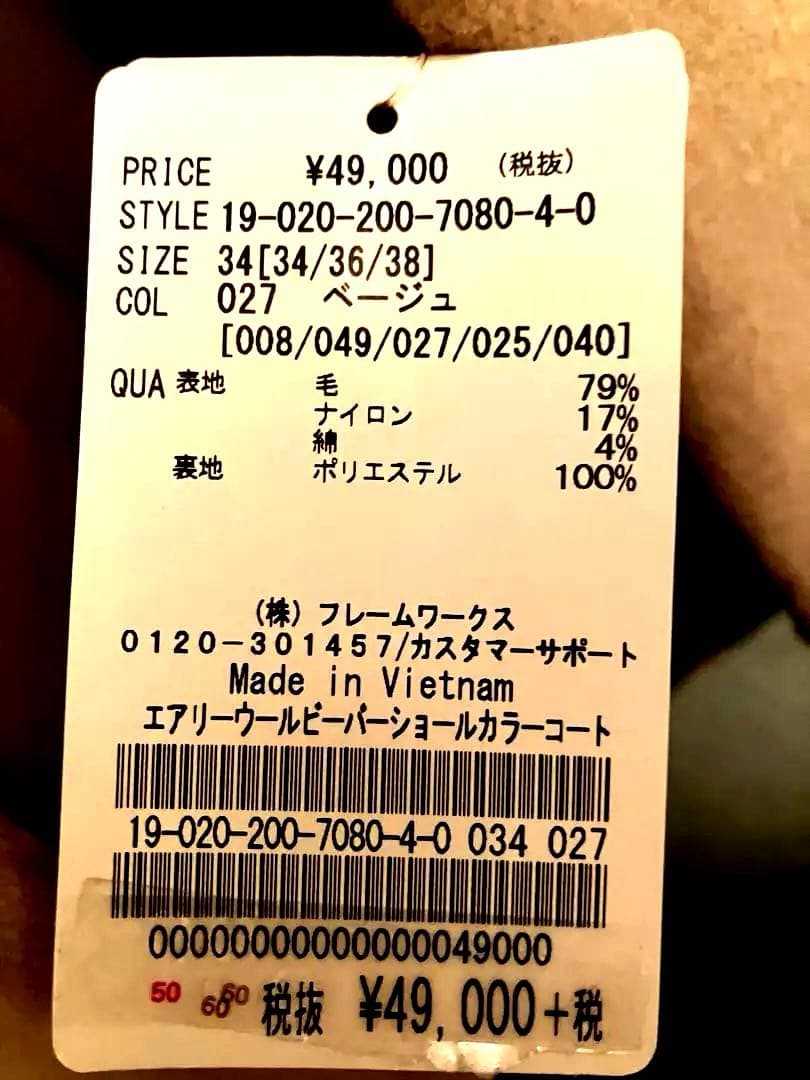 PRICE ¥49,000 (税抜)
STYLE 19-020-200-7080-4-0
SIZE 34[34/36/38]
COL 027 ベージュ
[008/049/027/025/040]
QUA 表地 毛 79%
ナイロン 17%
綿 4%
裏地 ポリエステル 100%
(株) フレームワークス
0120-301457/カスタマーサポート
Made in Vietnam
エアリーウールビーバーショールカラーコート
19-020-200-7080-4-0 034 027
00000000000000049000
50 60 60 税抜 ¥49,000+税